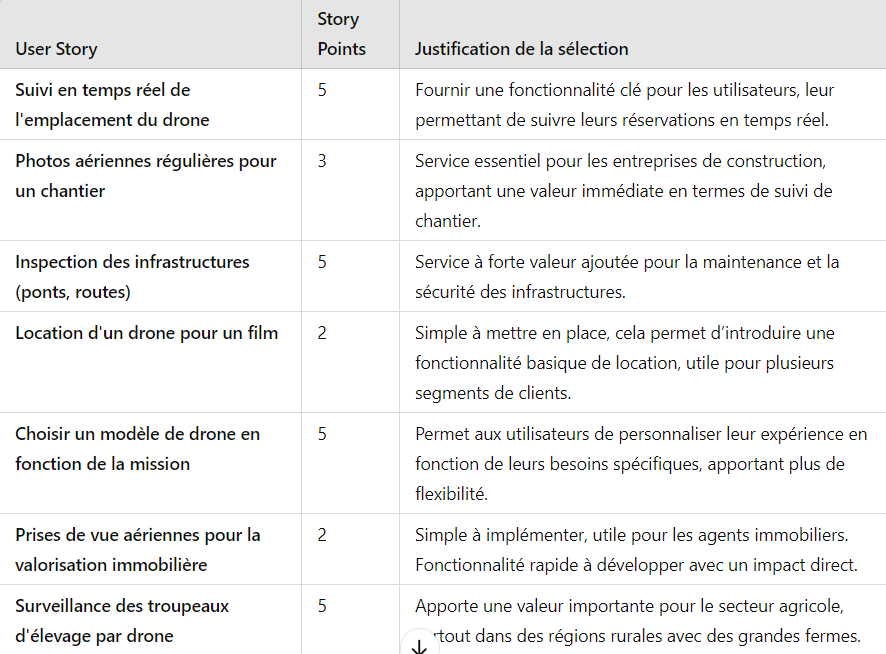 User Story
Story
Points
Justification de la sélection
Suivi en temps réel de
l'emplacement du drone
5
Fournir une fonctionnalité clé pour les utilisateurs, leur
permettant de suivre leurs réservations en temps réel.
Photos aériennes régulières pour
un chantier
3
Service essentiel pour les entreprises de construction,
apportant une valeur immédiate en termes de suivi de
chantier.
Inspection des infrastructures
(ponts, routes)
5
Service à forte valeur ajoutée pour la maintenance et la
sécurité des infrastructures.
Location d'un drone pour un film
2
Simple à mettre en place, cela permet d’introduire une
fonctionnalité basique de location, utile pour plusieurs
segments de clients.
Choisir un modèle de drone en
fonction de la mission
5
Permet aux utilisateurs de personnaliser leur expérience en
fonction de leurs besoins spécifiques, apportant plus de
flexibilité.
Prises de vue aériennes pour la
valorisation immobilière
2
Simple à implémenter, utile pour les agents immobiliers.
Fonctionnalité rapide à développer avec un impact direct.
Surveillance des troupeaux
d'élevage par drone
5
Apporte une valeur importante pour le secteur agricole,
dans des régions rurales avec des grandes fermes.